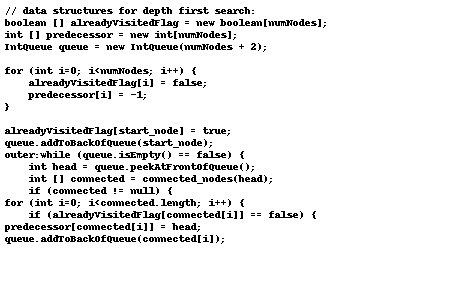 // data structures for depth first search:
boolean [] alreadyVisitedFlag = new boolean[numNodes];
int [] predecessor = new int[numNodes];
IntQueue queue = new IntQueue(numNodes + 2);

for (int i=0; i<numNodes; i++) {
    alreadyVisitedFlag[i] = false;
    predecessor[i] = -1;
}

alreadyVisitedFlag[start_node] = true;
queue.addToBackOfQueue(start_node);
outer:while (queue.isEmpty() == false) {
    int head = queue.peekAtFrontOfQueue();
    int [] connected = connected_nodes(head);
    if (connected != null) {
for (int i=0; i<connected.length; i++) {
    if (alreadyVisitedFlag[connected[i]] == false) {
predecessor[connected[i]] = head;
queue.addToBackOfQueue(connected[i]);